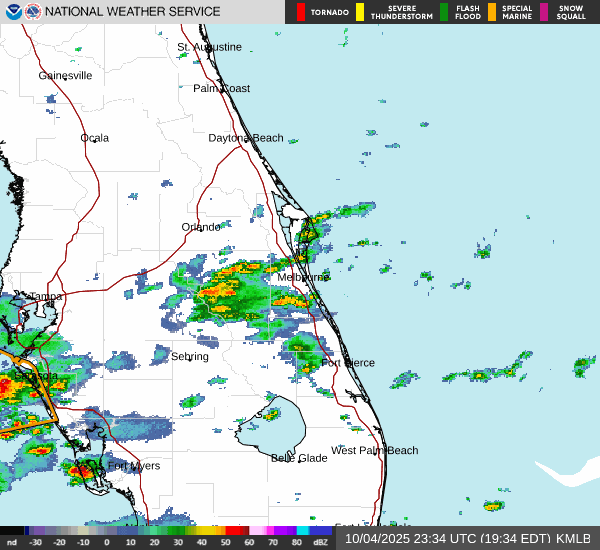 NATIONAL WEATHER SERVICE
TORNADO
SEVERE THUNDERSTORM
FLASH FLOOD
SPECIAL MARINE
SNOW SQUALL
St. Augustine
Gainesville
Palm Coast
Ocala
Daytona Beach
Orlando
Melbourne
Tampa
Sebring
Fort Pierce
Sarasota
West Palm Beach
Belle Glade
Fort Myers
nd -30 -20 -10 0 10 20 30 40 50 60 70 80 dBZ
10/04/2025 23:34 UTC (19:34 EDT) KMLB